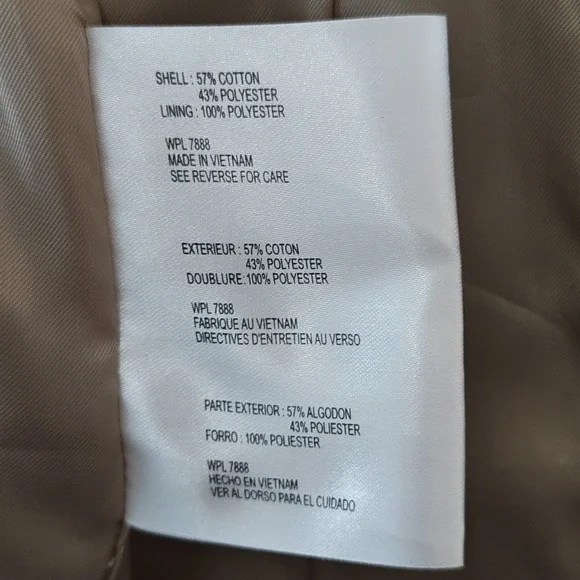 SHELL : 57% COTTON
43% POLYESTER
LINING : 100% POLYESTER
WPL 7888
MADE IN VIETNAM
SEE REVERSE FOR CARE
EXTERIEUR : 57% COTON
43% POLYESTER
DOUBLURE:100% POLYESTER
WPL 7888
FABRIQUE AU VIETNAM
DIRECTIVES D'ENTRETIEN AU VERSO
PARTE EXTERIOR : 57% ALGODON
43% POLIESTER
FORRO : 100% POLIESTER
WPL 7888
HECHO EN VIETNAM
VER AL DORSO PARA EL CUIDADO